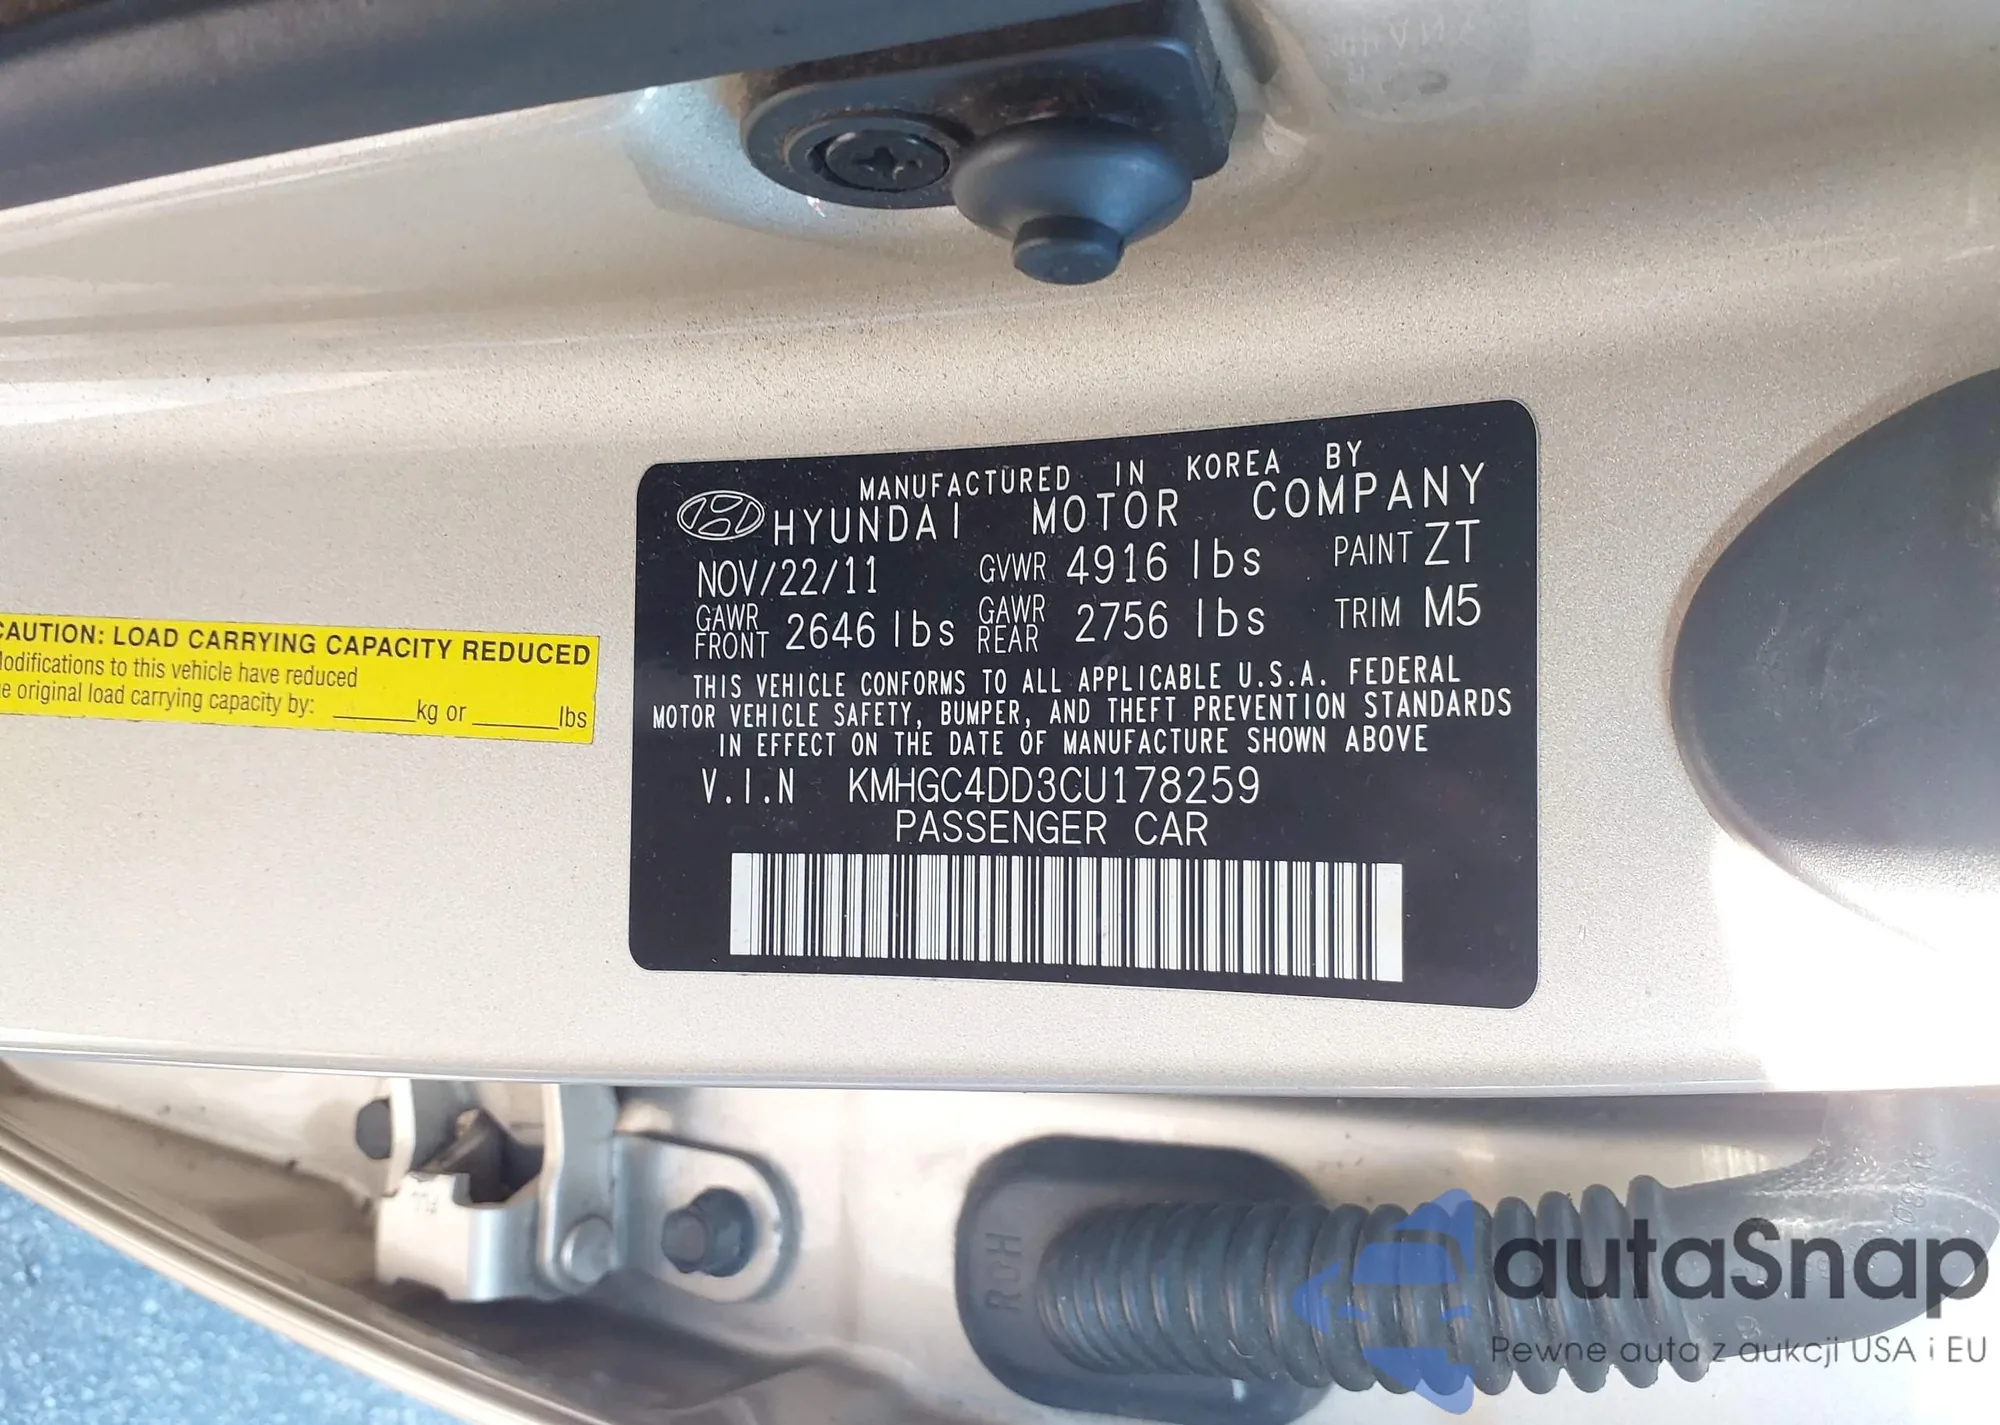 MANUFACTURED IN KOREA BY
HYUNDAI MOTOR COMPANY
NOV/22/11 GVWR 4916 lbs PAINT ZT
GAWR FRONT 2646 lbs GAWR REAR 2756 lbs TRIM M5
THIS VEHICLE CONFORMS TO ALL APPLICABLE U.S.A. FEDERAL
MOTOR VEHICLE SAFETY, BUMPER, AND THEFT PREVENTION STANDARDS
IN EFFECT ON THE DATE OF MANUFACTURE SHOWN ABOVE
V.I.N KMHGC4DD3CU178259
PASSENGER CAR
CAUTION: LOAD CARRYING CAPACITY REDUCED
Modifications to this vehicle have reduced
original load carrying capacity by: ______kg or ______lbs
R.H
autaSnap
Pewne auta z aukcji USA i EU